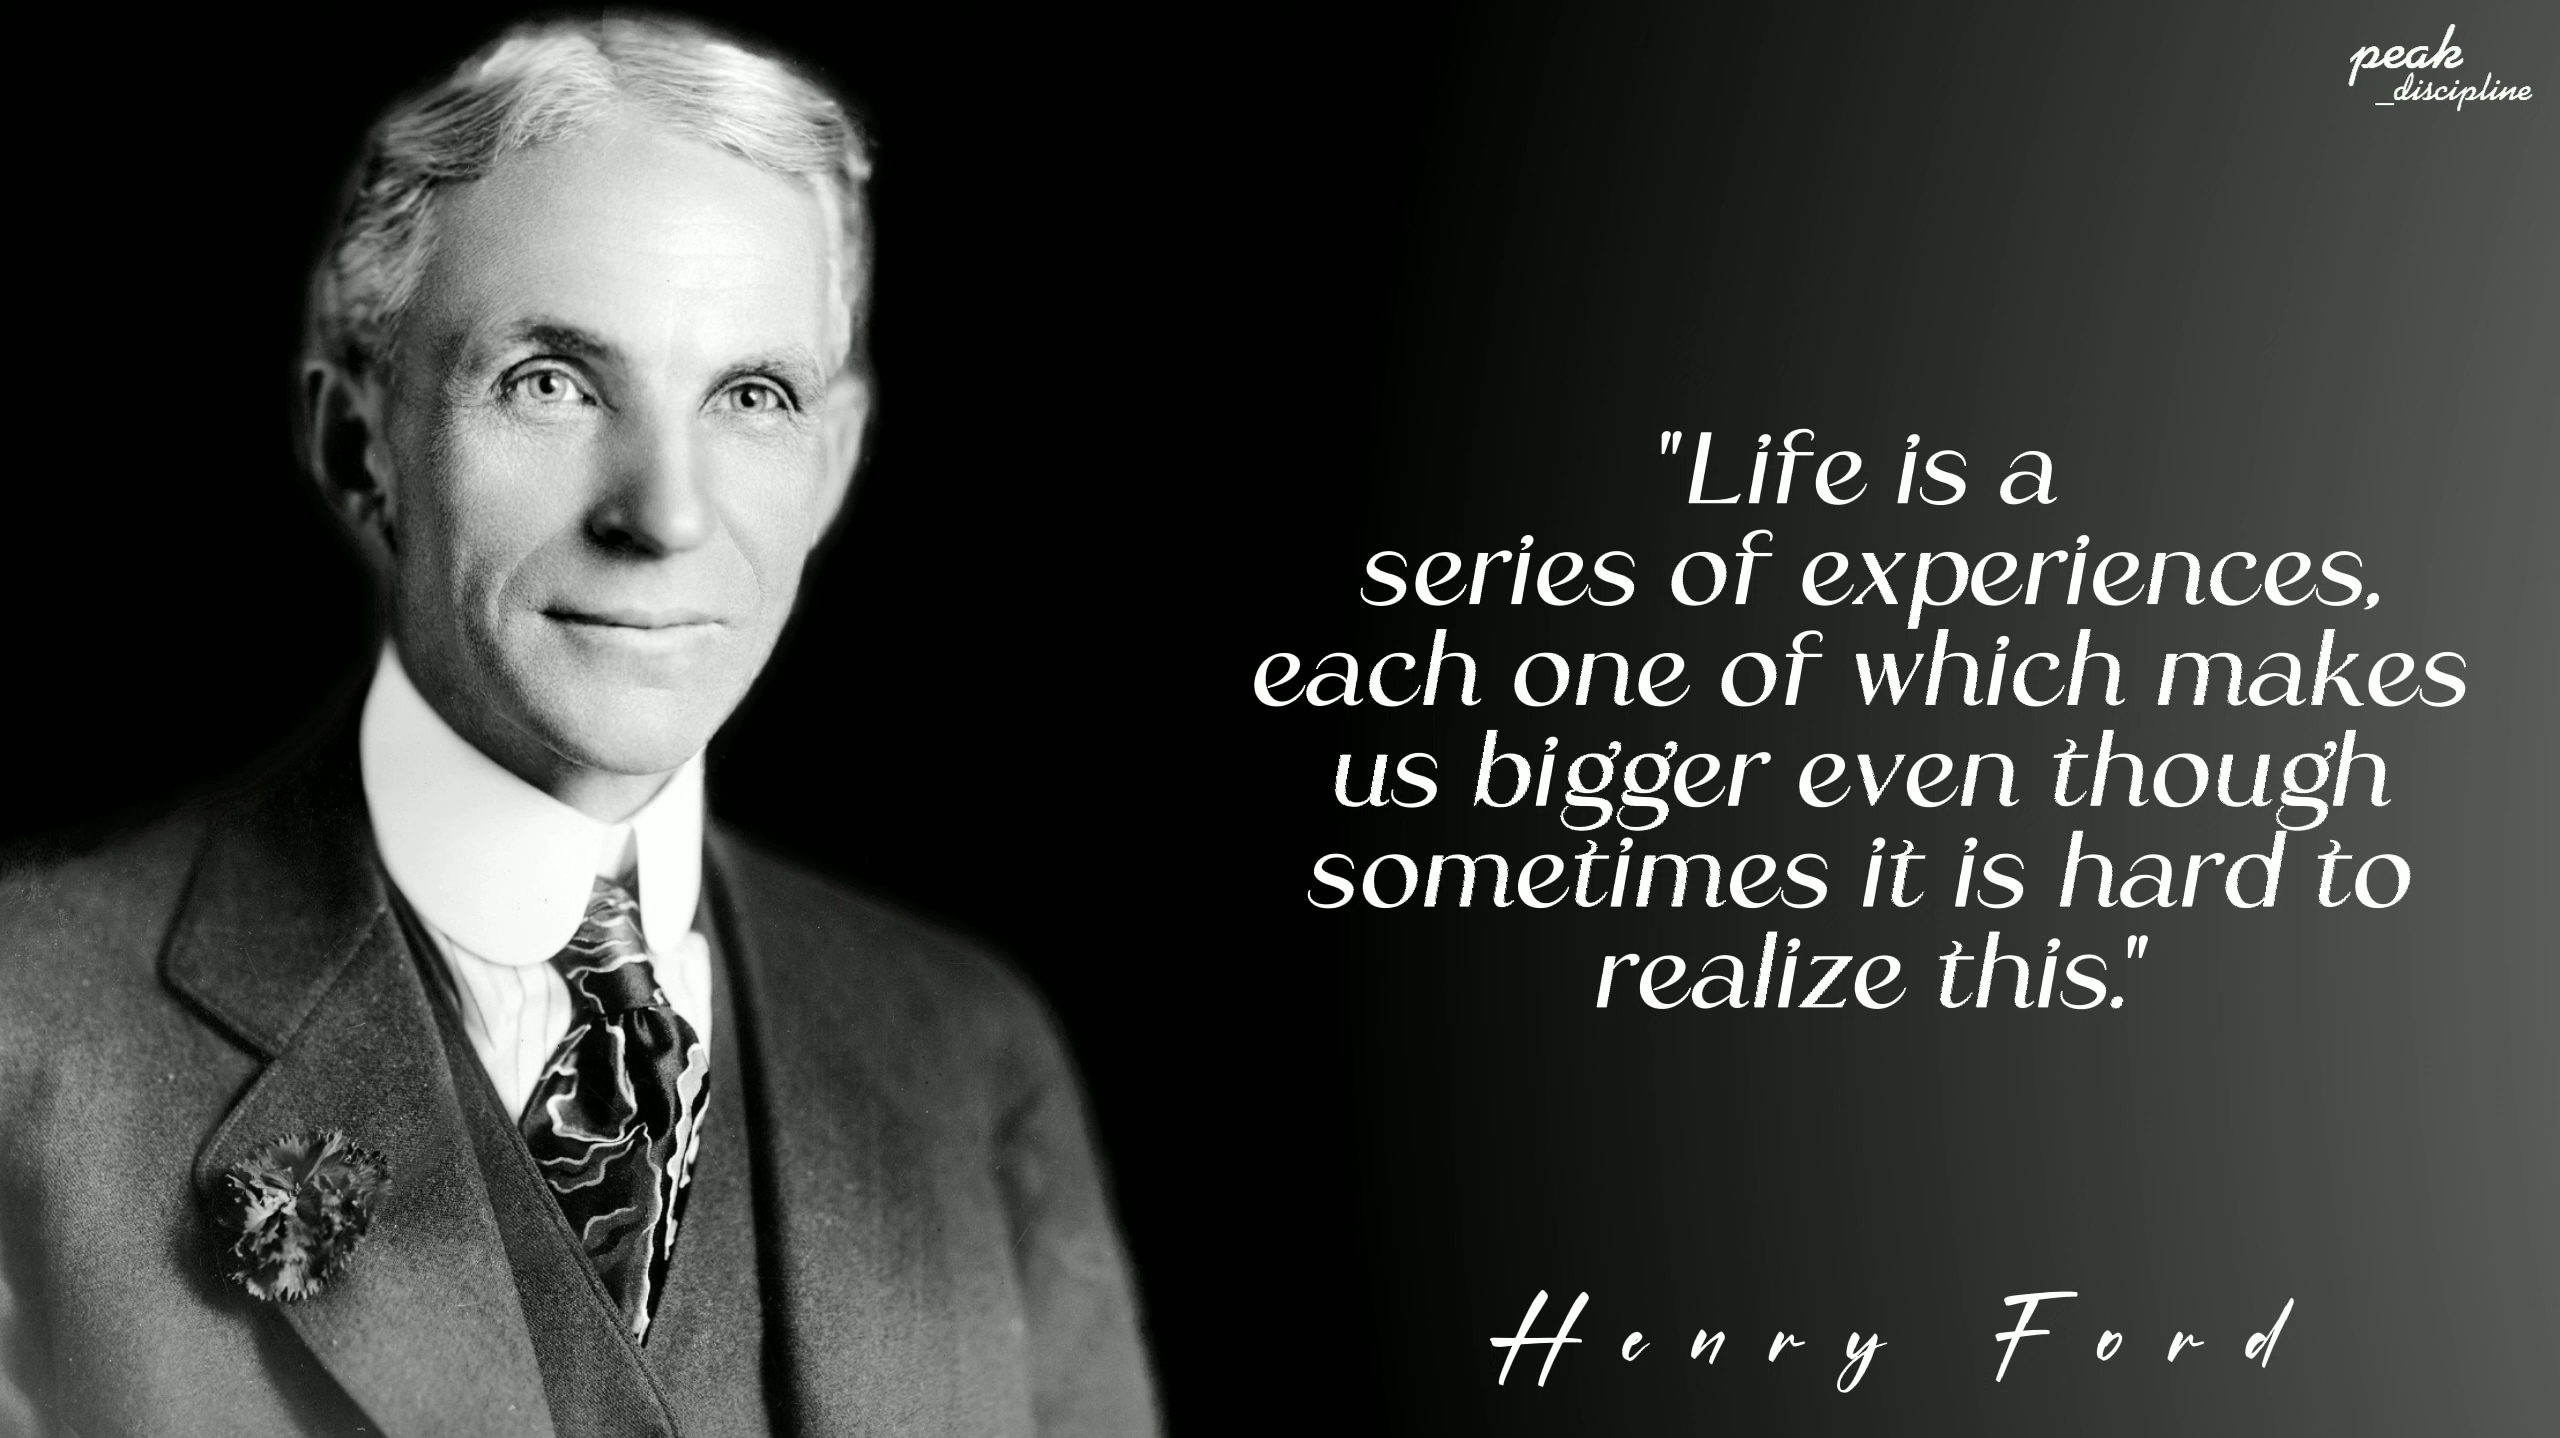 peak
_discipline
"Life is a
series of experiences,
each one of which makes
us bigger even though
sometimes it is hard to
realize this."
Henry Ford